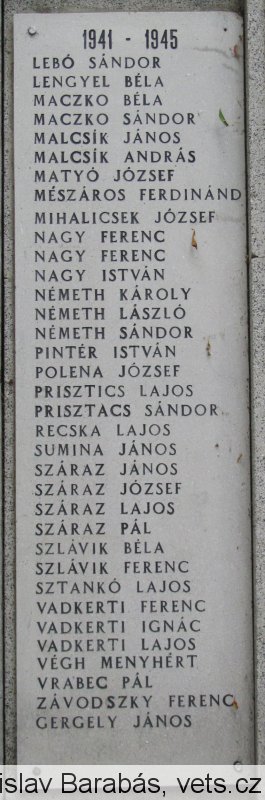 1941 - 1945
LEBÓ SÁNDOR
LENGYEL BÉLA
MACZKO BÉLA
MACZKO SÁNDOR
MALCSÍK JÁNOS
MALCSÍK ANDRÁS
MATYÓ JÓZSEF
MÉSZÁROS FERDINÁND
MIHALICSEK JÓZSEF
NAGY FERENC
NAGY FERENC
NAGY ISTVÁN
NÉMETH KÁROLY
NÉMETH LÁSZLÓ
NÉMETH SÁNDOR
PINTÉR ISTVÁN
POLENA JÓZSEF
PRISZTICS LAJOS
PRISZTACS SÁNDOR
RECSKA LAJOS
SUMINA JÁNOS
SZÁRAZ JÁNOS
SZÁRAZ JÓZSEF
SZÁRAZ LAJOS
SZÁRAZ PÁL
SZLÁVIK BÉLA
SZLÁVIK FERENC
SZTANKÓ LAJOS
VADKERTI FERENC
VADKERTI IGNÁC
VADKERTI LAJOS
VÉGH MENYHÉRT
VRABEC PÁL
ZÁVODSZKY FERENC
GERGELY JÁNOS
islav Barabás, vets.cz